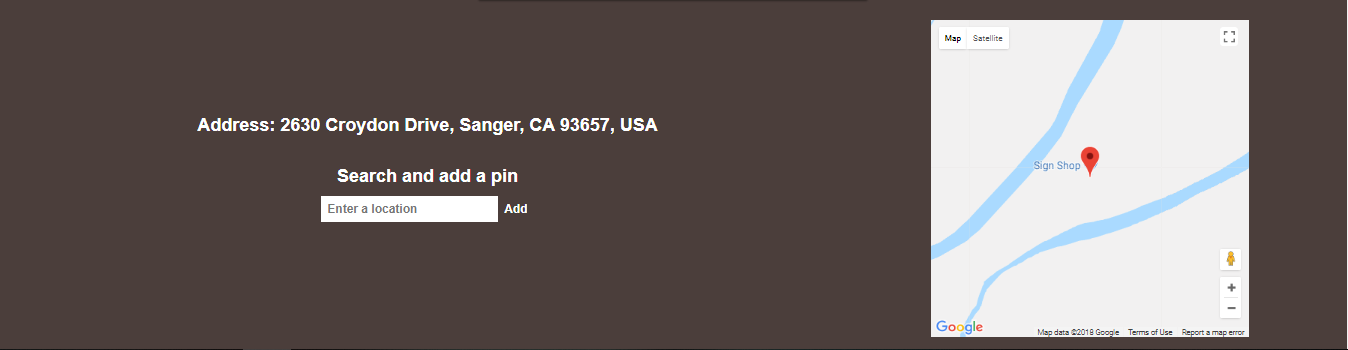 Address: 2630 Croydon Drive, Sanger, CA 93657, USA
Search and add a pin
Enter a location Add
Map Satellite
Sign Shop
Google Map data ©2018 Google Terms of Use Report a map error